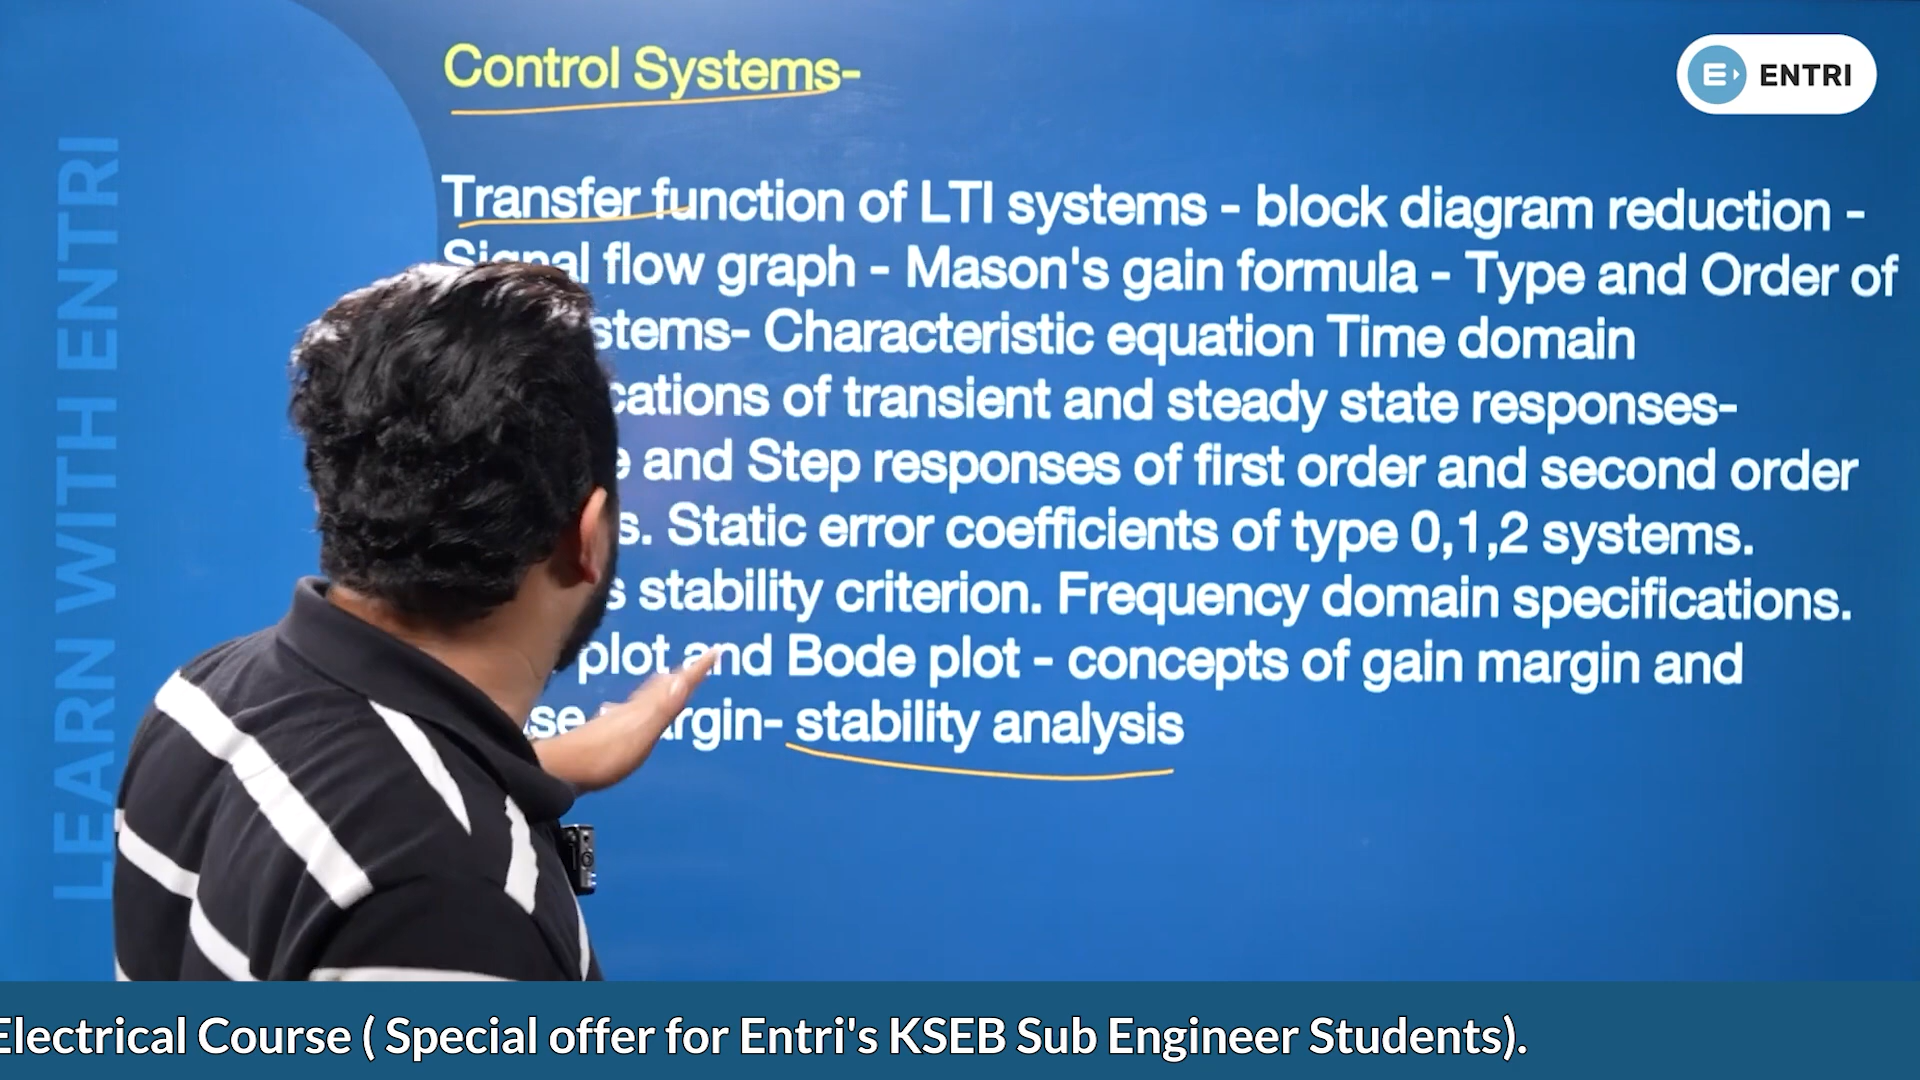 Control Systems-
ENTRI
LEARN WITH ENTRI
Transfer function of LTI systems - block diagram reduction -
Signal flow graph - Mason's gain formula - Type and Order of
stems- Characteristic equation Time domain
cations of transient and steady state responses-
e and Step responses of first order and second order
s. Static error coefficients of type 0,1,2 systems.
s stability criterion. Frequency domain specifications.
plot and Bode plot - concepts of gain margin and
se rgin- stability analysis
Electrical Course ( Special offer for Entri's KSEB Sub Engineer Students).